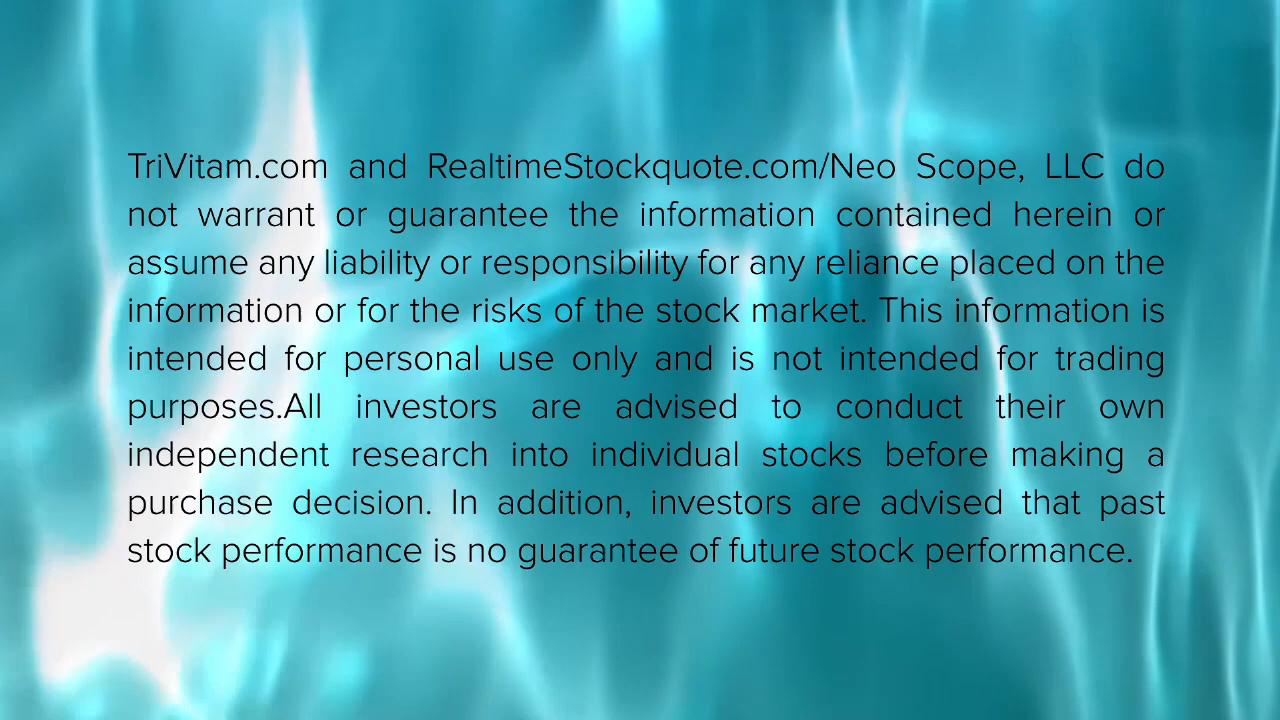 TriVitam.com and RealtimeStockquote.com/Neo Scope, LLC do
not warrant or guarantee the information contained herein or
assume any liability or responsibility for any reliance placed on the
information or for the risks of the stock market. This information is
intended for personal use only and is not intended for trading
purposes.All investors are advised to conduct their own
independent research into individual stocks before making a
purchase decision. In addition, investors are advised that past
stock performance is no guarantee of future stock performance.